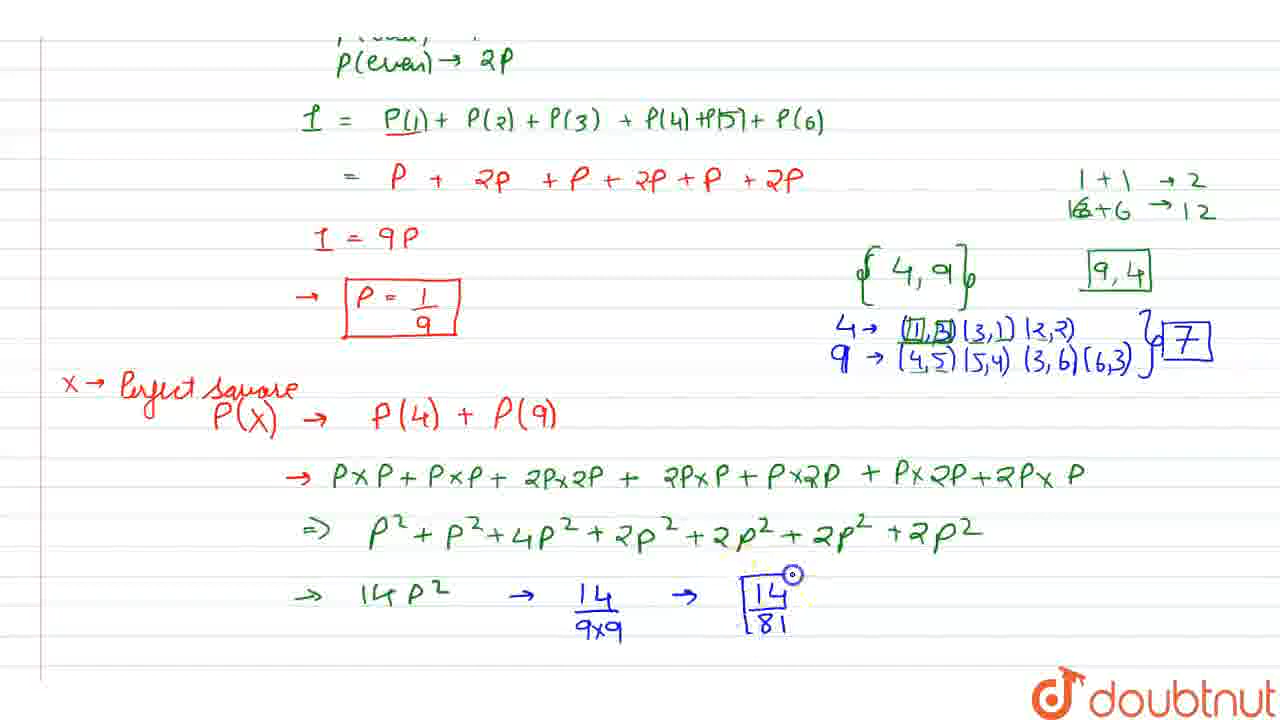 P(even) → 2P
1 = P(1) + P(2) + P(3) + P(4) + P(5) + P(6)
= P + 2P + P + 2P + P + 2P
1 + 1 → 2
6 + 6 → 12
1 = 9P
{4, 9}
9, 4
→ P = 1/9
4 → (1, 3) (3, 1) (2, 2)
9 → (4, 5) (5, 4) (3, 6) (6, 3)
} 7
x → Perfect square
P(x) → P(4) + P(9)
→ P×P + P×P + 2P×2P + 2P×P + P×2P + P×2P + 2P×P
⇒ P² + P² + 4P² + 2P² + 2P² + 2P² + 2P²
→ 14P² → 14/9×9 → 14/81
doubtnut